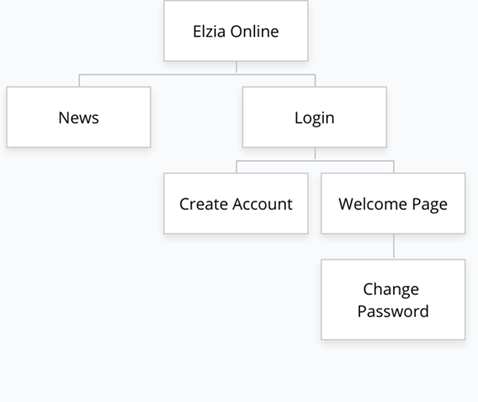 Elzia Online
News
Login
Create Account
Welcome Page
Change
Password